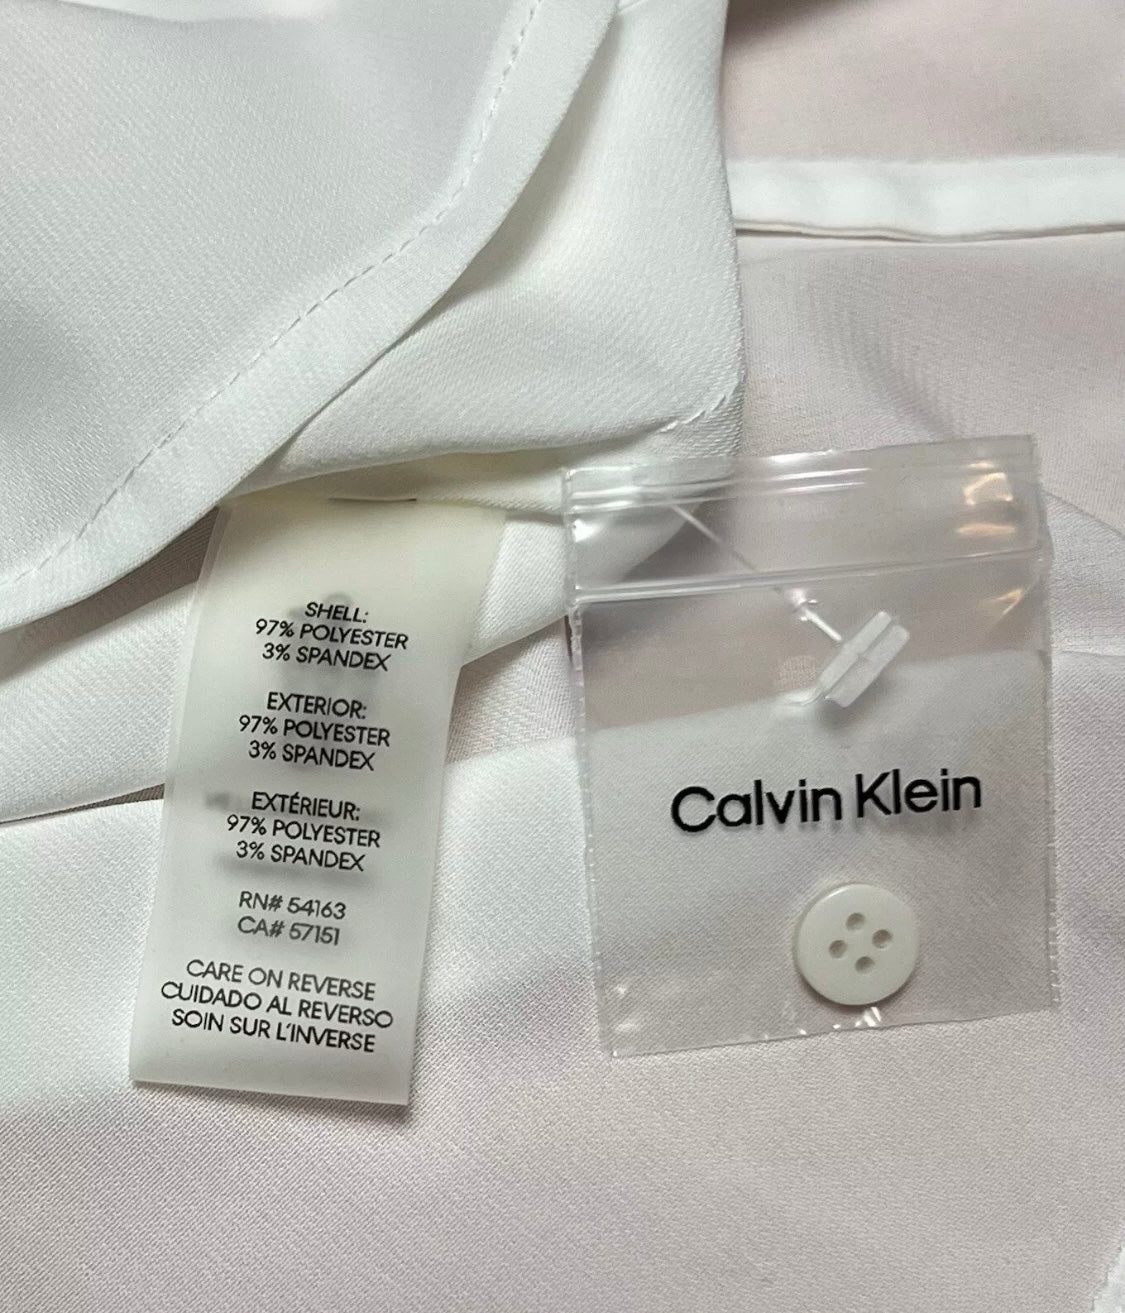 SHELL:
97% POLYESTER
3% SPANDEX
EXTERIOR:
97% POLYESTER
3% SPANDEX
EXTÉRIEUR:
97% POLYESTER
3% SPANDEX
RN# 54163
CA# 57151
CARE ON REVERSE
CUIDADO AL REVERSO
SOIN SUR L'INVERSE
Calvin Klein